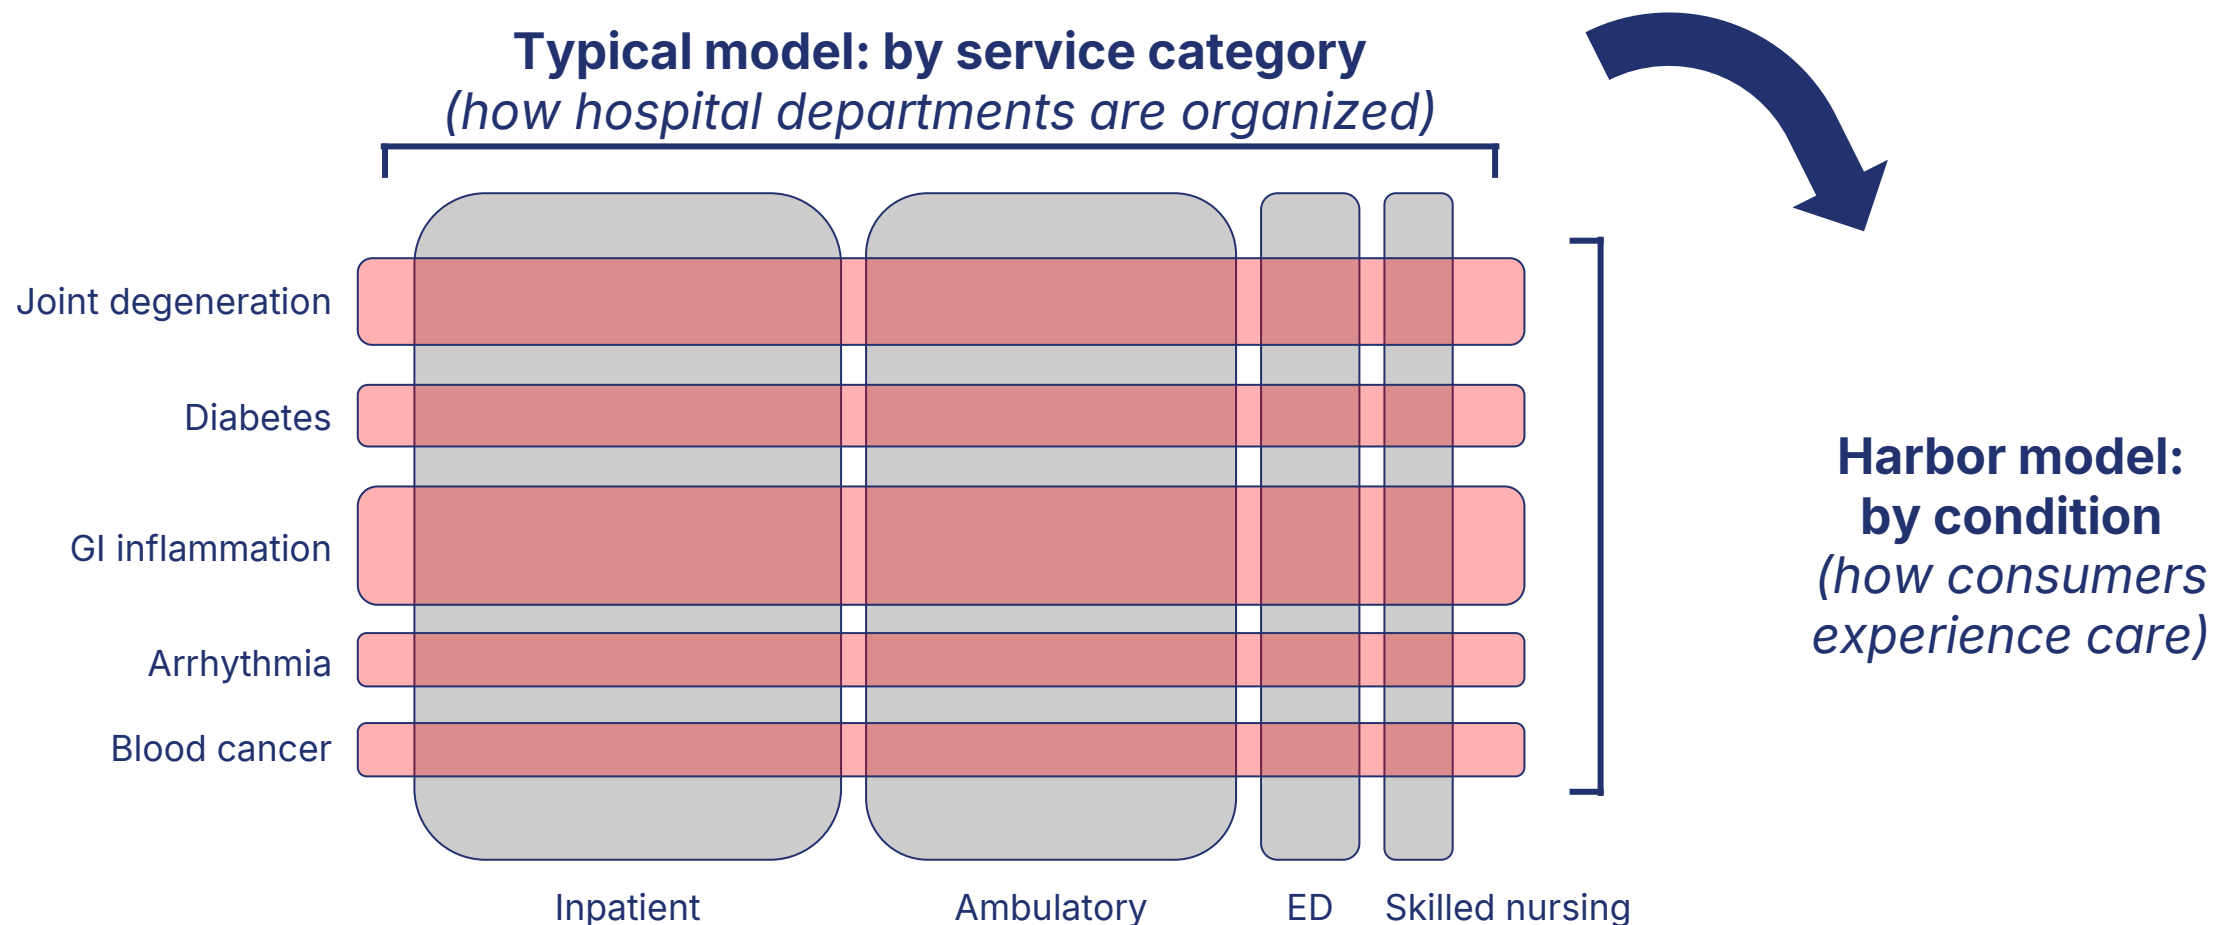 Typical model: by service category
(how hospital departments are organized)
Joint degeneration
Diabetes
GI inflammation
Arrhythmia
Blood cancer
Harbor model:
by condition
(how consumers
experience care)
Inpatient
Ambulatory
ED
Skilled nursing